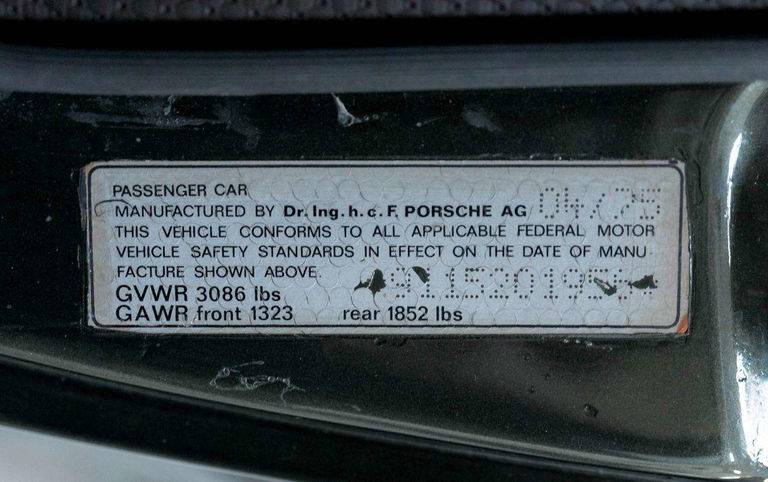 PASSENGER CAR
MANUFACTURED BY Dr. Ing. h. c. F. PORSCHE AG 04/75
THIS VEHICLE CONFORMS TO ALL APPLICABLE FEDERAL MOTOR
VEHICLE SAFETY STANDARDS IN EFFECT ON THE DATE OF MANU
FACTURE SHOWN ABOVE.
GVWR 3086 lbs
GAWR front 1323 rear 1852 lbs